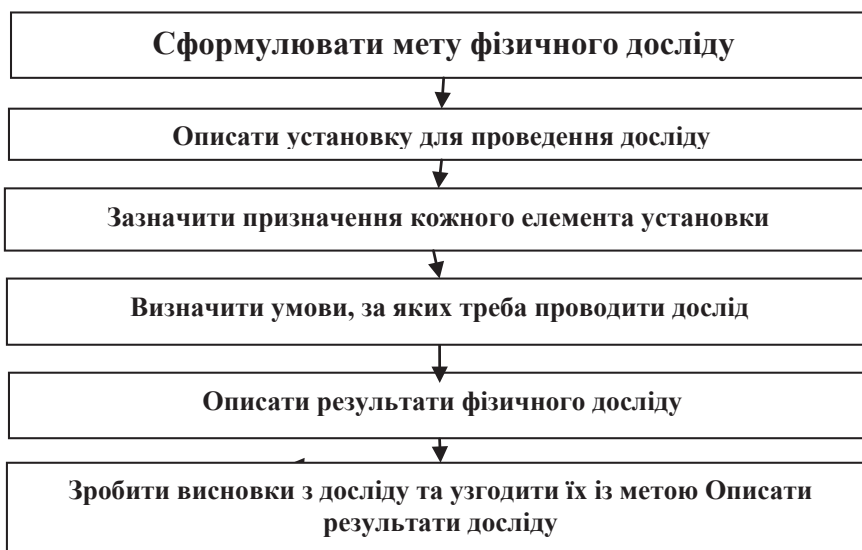 Сформулювати мету фізичного досліду
Описати установку для проведення досліду
Зазначити призначення кожного елемента установки
Визначити умови, за яких треба проводити дослід
Описати результати фізичного досліду
Зробити висновки з досліду та узгодити їх із метою Описати
результати досліду